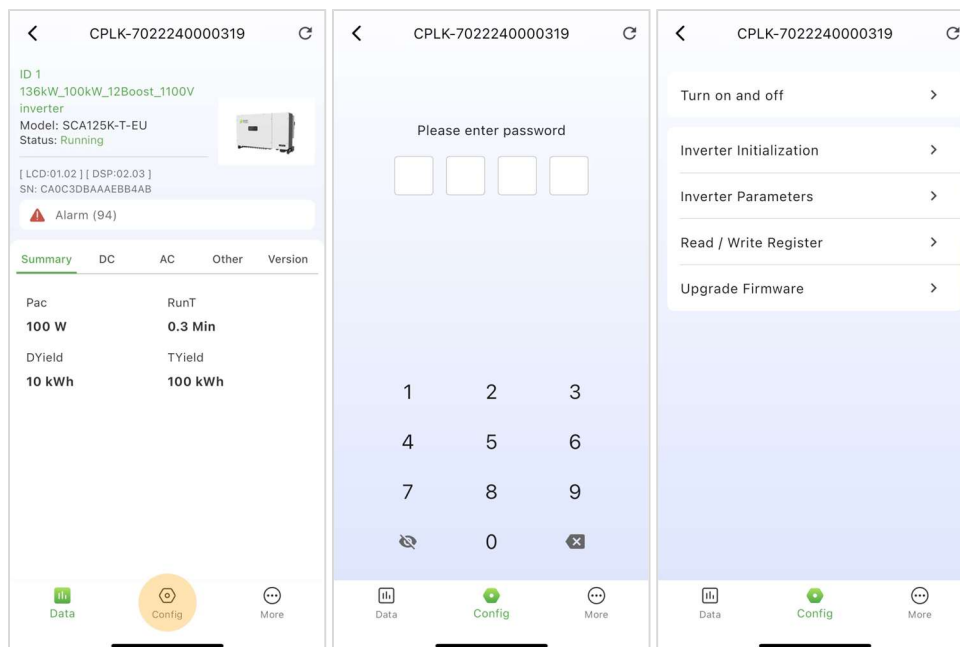 CPLK-7022240000319
ID 1
136kW_100kW_12Boost_1100V
inverter
Model: SCA125K-T-EU
Status: Running
[ LCD:01.02 ] [ DSP:02.03 ]
SN: CA0C3DBAAAEBB4AB
Alarm (94)
Summary DC AC Other Version
Pac RunT
100 W 0.3 Min
DYield TYield
10 kWh 100 kWh
Data Config More
CPLK-7022240000319
Please enter password
1 2 3
4 5 6
7 8 9
0
Data Config More
CPLK-7022240000319
Turn on and off
Inverter Initialization
Inverter Parameters
Read / Write Register
Upgrade Firmware
Data Config More